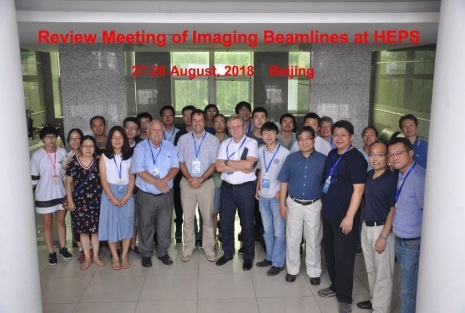 Review Meeting of Imaging Beamlines at HEPS
27-28 August, 2018 Beijing